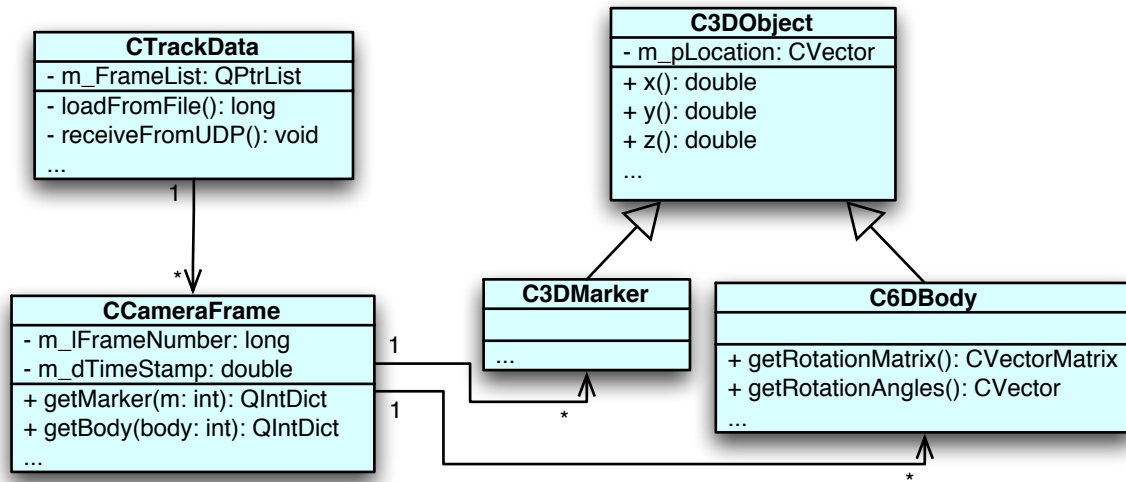 CTrackData
- m_FrameList: QPtrList
- loadFromFile(): long
- receiveFromUDP(): void
...
1
*
C3DObject
- m_pLocation: CVector
+ x(): double
+ y(): double
+ z(): double
...
CCameraFrame
- m_lFrameNumber: long
- m_dTimeStamp: double
+ getMarker(m: int): QIntDict
+ getBody(body: int): QIntDict
...
1
*
1
*
C3DMarker
...
C6DBody
+ getRotationMatrix(): CVectorMatrix
+ getRotationAngles(): CVector
...